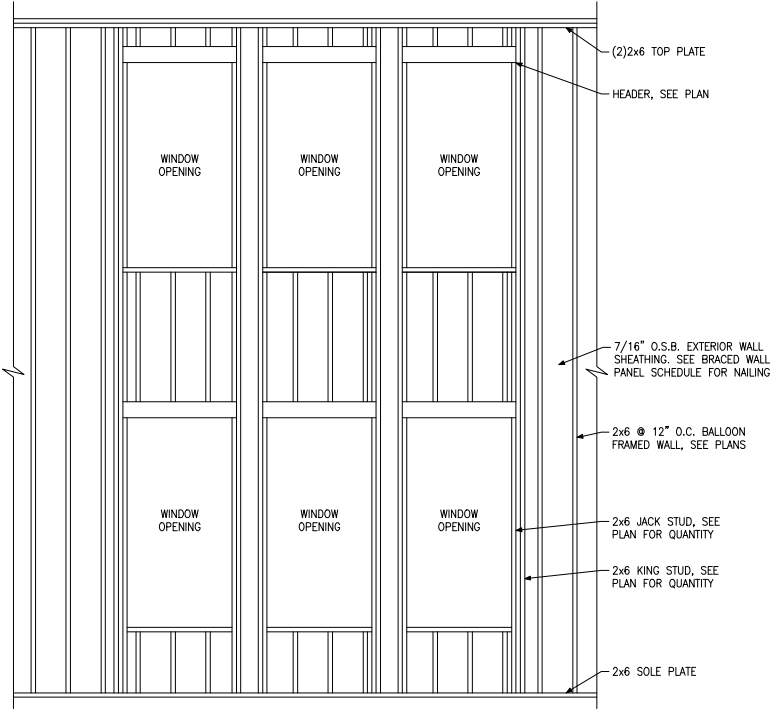 (2)2x6 TOP PLATE
HEADER, SEE PLAN
WINDOW
OPENING
WINDOW
OPENING
WINDOW
OPENING
7/16" O.S.B. EXTERIOR WALL
SHEATHING. SEE BRACED WALL
PANEL SCHEDULE FOR NAILING
2x6 @ 12" O.C. BALLOON
FRAMED WALL, SEE PLANS
WINDOW
OPENING
WINDOW
OPENING
WINDOW
OPENING
2x6 JACK STUD, SEE
PLAN FOR QUANTITY
2x6 KING STUD, SEE
PLAN FOR QUANTITY
2x6 SOLE PLATE